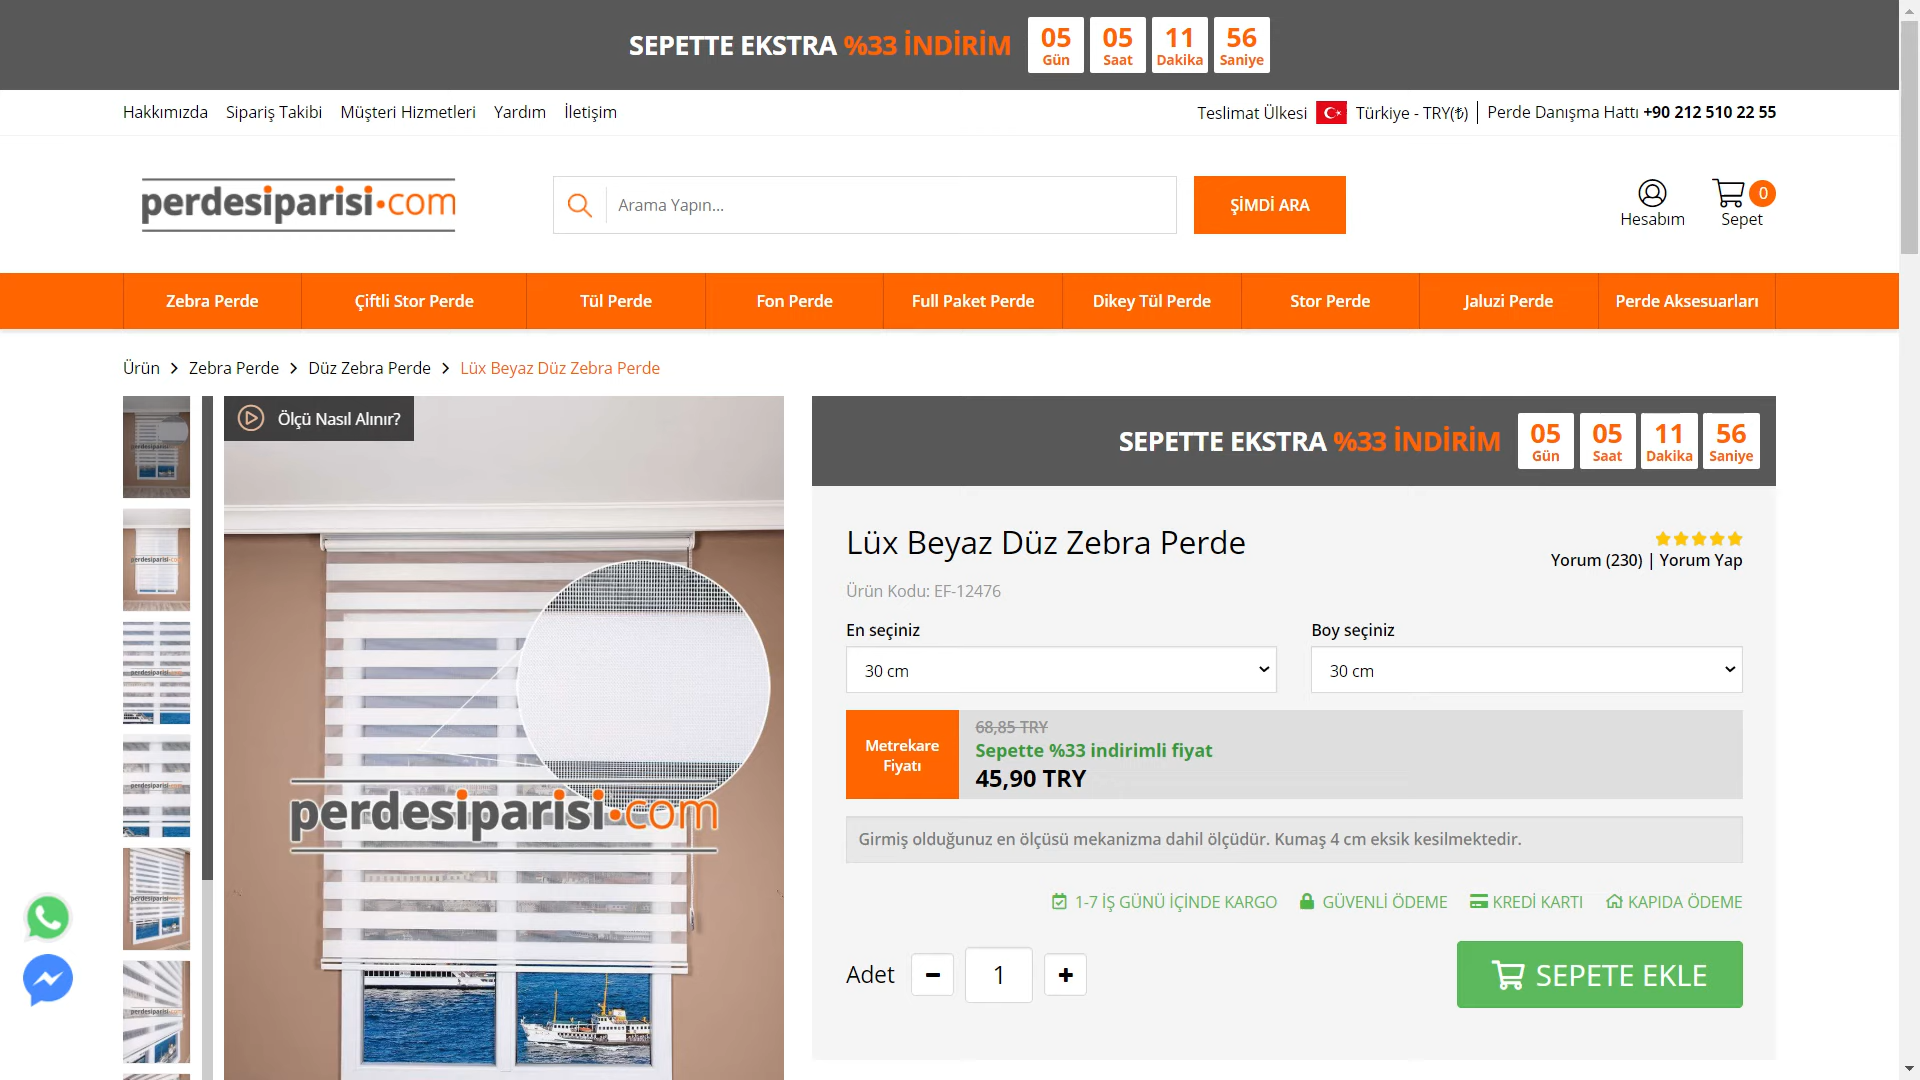 SEPETTE EKSTRA %33 İNDİRİM
05 Gün
05 Saat
11 Dakika
56 Saniye
Hakkımızda
Sipariş Takibi
Müşteri Hizmetleri
Yardım
İletişim
Teslimat Ülkesi
Türkiye - TRY(₺)
Perde Danışma Hattı +90 212 510 22 55
perdesiparisi.com
Arama Yapın...
ŞİMDİ ARA
Hesabım
0
Sepet
Zebra Perde
Çiftli Stor Perde
Tül Perde
Fon Perde
Full Paket Perde
Dikey Tül Perde
Stor Perde
Jaluzi Perde
Perde Aksesuarları
Ürün > Zebra Perde > Düz Zebra Perde > Lüx Beyaz Düz Zebra Perde
Ölçü Nasıl Alınır?
perdesiparisi.com
SEPETTE EKSTRA %33 İNDİRİM
05 Gün
05 Saat
11 Dakika
56 Saniye
Lüx Beyaz Düz Zebra Perde
Yorum (230) | Yorum Yap
Ürün Kodu: EF-12476
En seçiniz
30 cm
Boy seçiniz
30 cm
Metrekare
Fiyatı
68,85 TRY
Sepette %33 indirimli fiyat
45,90 TRY
Girmiş olduğunuz en ölçüsü mekanizma dahil ölçüdür. Kumaş 4 cm eksik kesilmektedir.
1-7 İŞ GÜNÜ İÇİNDE KARGO
GÜVENLİ ÖDEME
KREDİ KARTI
KAPIDA ÖDEME
Adet
1
SEPETE EKLE